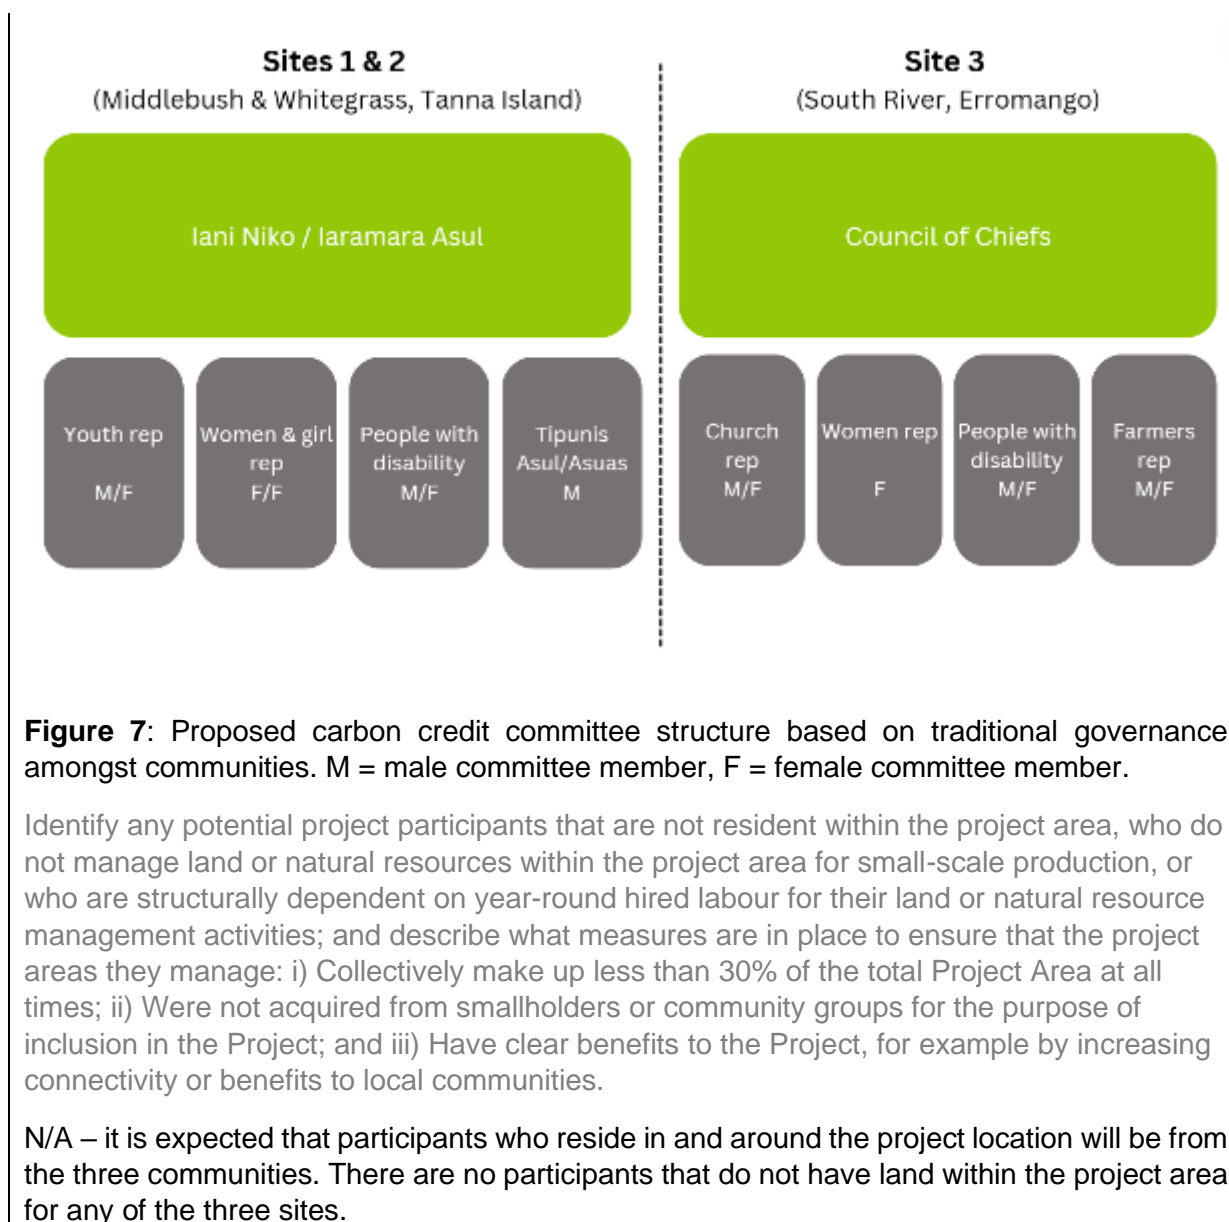 Sites 1 & 2
(Middlebush & Whitegrass, Tanna Island)
Iani Niko / Iaramara Asul
Youth rep
M/F
Women & girl
rep
F/F
People with
disability
M/F
Tipunis
Asul/Asuas
M
Site 3
(South River, Erromango)
Council of Chiefs
Church
rep
M/F
Women rep
F
People with
disability
M/F
Farmers
rep
M/F
Figure 7: Proposed carbon credit committee structure based on traditional governance
amongst communities. M = male committee member, F = female committee member.
Identify any potential project participants that are not resident within the project area, who do
not manage land or natural resources within the project area for small-scale production, or
who are structurally dependent on year-round hired labour for their land or natural resource
management activities; and describe what measures are in place to ensure that the project
areas they manage: i) Collectively make up less than 30% of the total Project Area at all
times; ii) Were not acquired from smallholders or community groups for the purpose of
inclusion in the Project; and iii) Have clear benefits to the Project, for example by increasing
connectivity or benefits to local communities.
N/A – it is expected that participants who reside in and around the project location will be from
the three communities. There are no participants that do not have land within the project area
for any of the three sites.